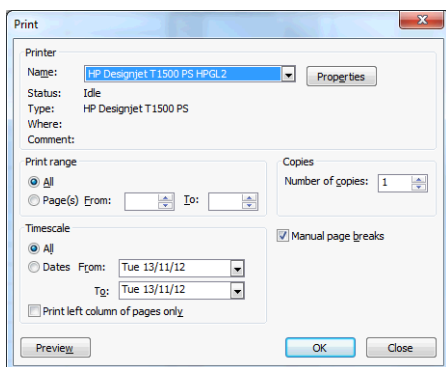 Print
Printer
Name: HP Designjet T1500 PS HPGL2 Properties
Status: Idle
Type: HP Designjet T1500 PS
Where:
Comment:
Print range Copies
All Number of copies: 1
Page(s) From: To:
Timescale Manual page breaks
All
Dates From: Tue 13/11/12
To: Tue 13/11/12
Print left column of pages only
Preview OK Close